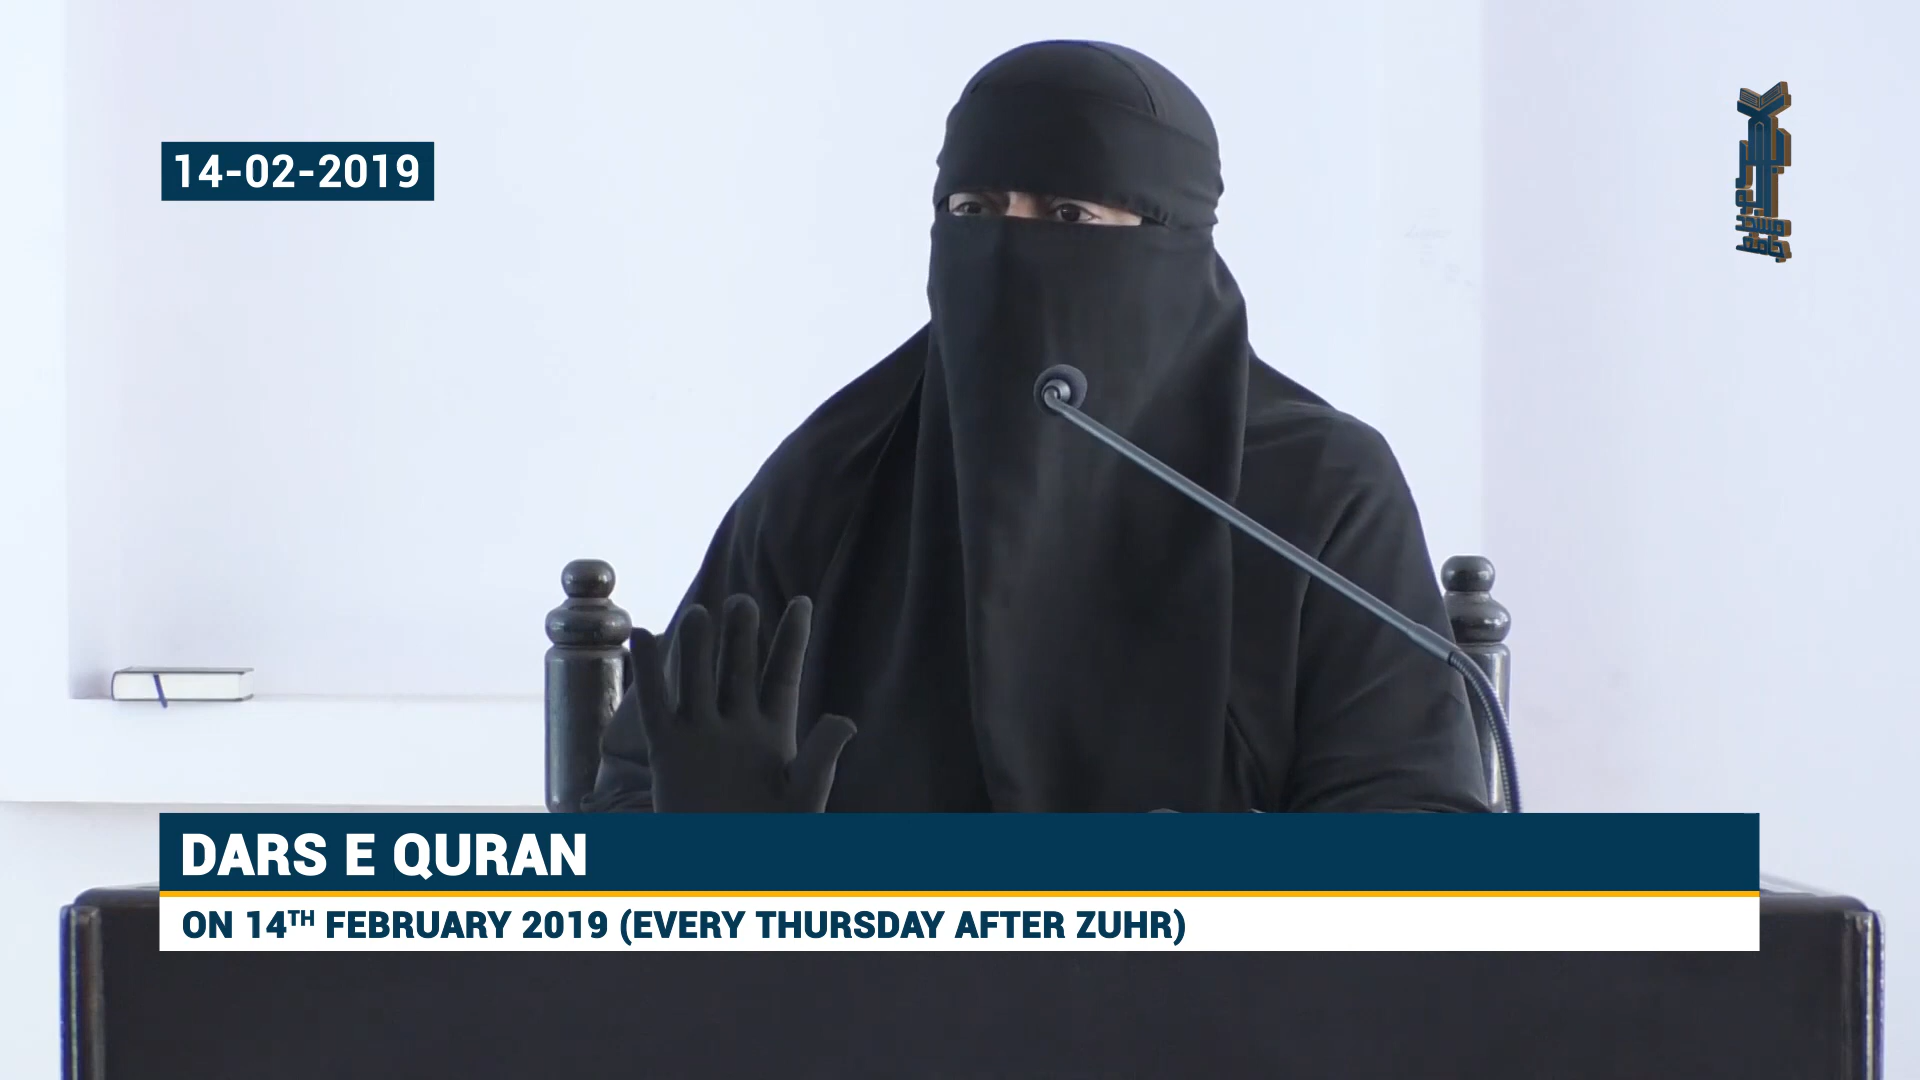 14-02-2019
DARS E QURAN
ON 14TH FEBRUARY 2019 (EVERY THURSDAY AFTER ZUHR)